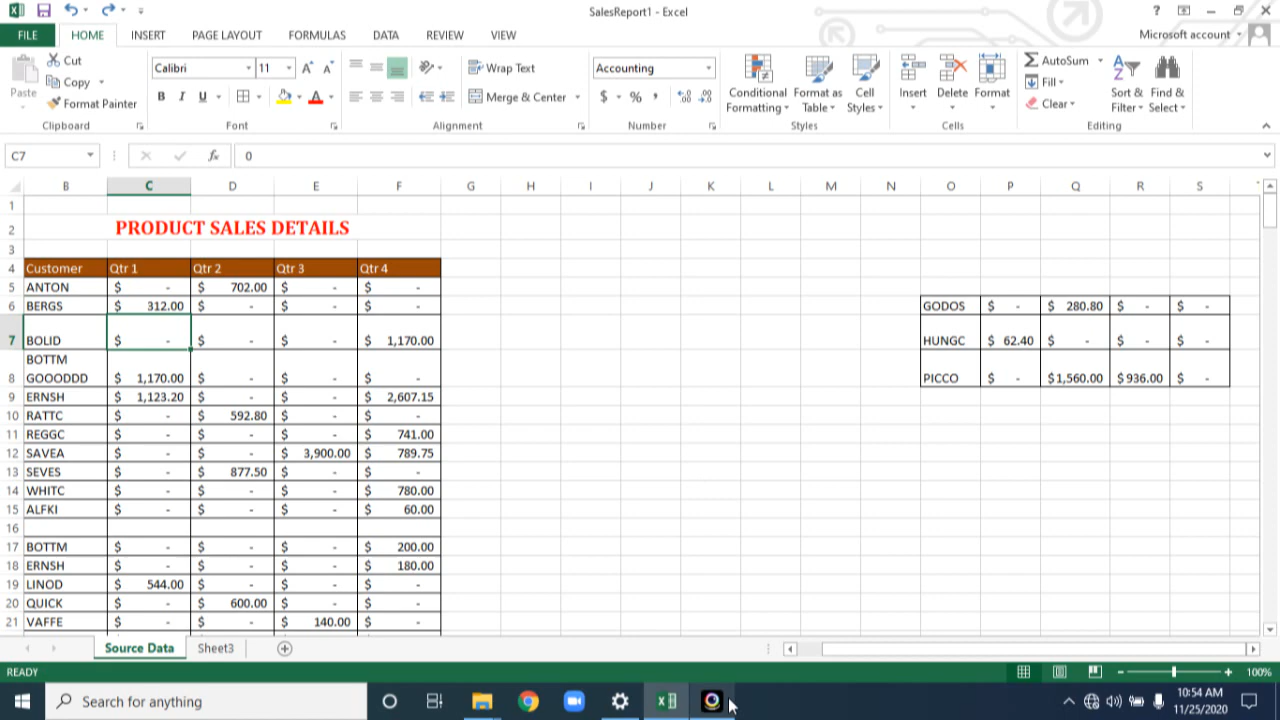 SalesReport1 - Excel
?
FILE HOME INSERT PAGE LAYOUT FORMULAS DATA REVIEW VIEW Microsoft account
Paste Cut Calibri 11 Wrap Text Accounting Conditional Formatting Format as Table Cell Styles Insert Delete Format AutoSum Sort & Filter Find & Select
Copy B I U A Merge & Center $ % , Fill
Format Painter Clear
Clipboard Font Alignment Number Styles Cells Editing
C7 fx 0
B C D E F G H I J K L M N O P Q R S
1
2 PRODUCT SALES DETAILS
3
4 Customer Qtr 1 Qtr 2 Qtr 3 Qtr 4
5 ANTON $ - $ 702.00 $ - $ -
6 BERGS $ 312.00 $ - $ - $ - GODOS $ - $ 280.80 $ - $ -
7 BOLID $ - $ - $ - $ 1,170.00 HUNGC $ 62.40 $ - $ - $ -
BOTTM
8 GOOODDD $ 1,170.00 $ - $ - $ - PICCO $ - $1,560.00 $ 936.00 $ -
9 ERNSH $ 1,123.20 $ - $ - $ 2,607.15
10 RATTC $ - $ 592.80 $ - $ -
11 REGGC $ - $ - $ - $ 741.00
12 SAVEA $ - $ - $ 3,900.00 $ 789.75
13 SEVES $ - $ 877.50 $ - $ -
14 WHITC $ - $ - $ - $ 780.00
15 ALFKI $ - $ - $ - $ 60.00
16
17 BOTTM $ - $ - $ - $ 200.00
18 ERNSH $ - $ - $ - $ 180.00
19 LINOD $ 544.00 $ - $ - $ -
20 QUICK $ - $ 600.00 $ - $ -
21 VAFFE $ - $ - $ 140.00 $ -
Source Data Sheet3
READY 100%
Search for anything 10:54 AM
11/25/2020